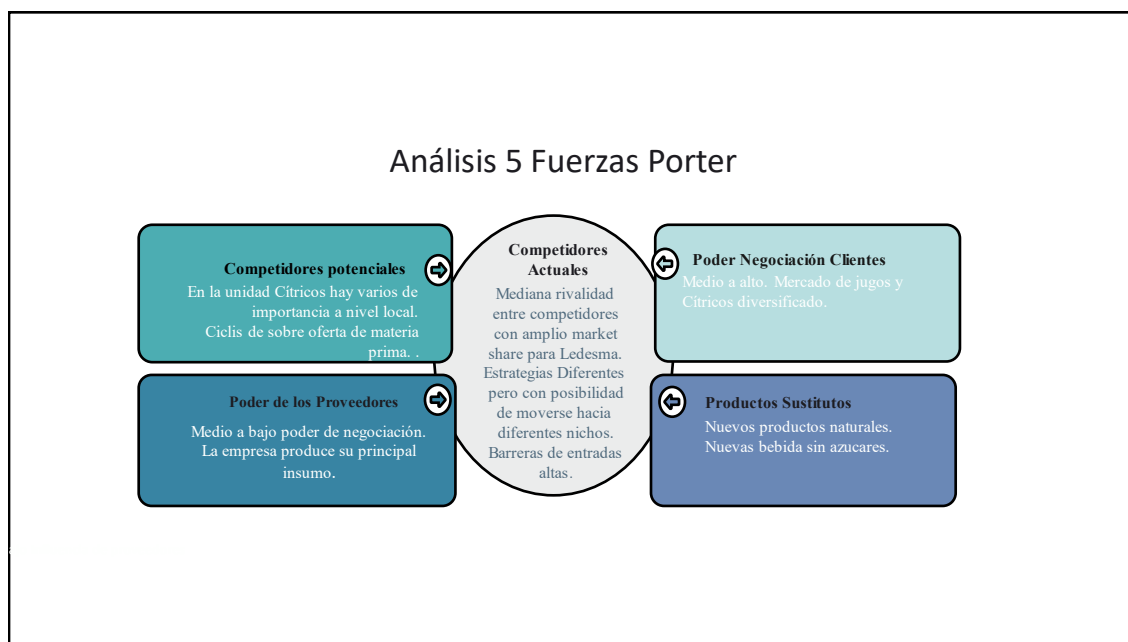 Análisis 5 Fuerzas Porter
Competidores potenciales
En la unidad Cítricos hay varios de
importancia a nivel local.
Ciclis de sobre oferta de materia
prima. .
Poder de los Proveedores
Medio a bajo poder de negociación.
La empresa produce su principal
insumo.
Competidores
Actuales
Mediana rivalidad
entre competidores
con amplio market
share para Ledesma.
Estrategias Diferentes
pero con posibilidad
de moverse hacia
diferentes nichos.
Barreras de entradas
altas.
Poder Negociación Clientes
Medio a alto. Mercado de jugos y
Cítricos diversificado.
Productos Sustitutos
Nuevos productos naturales.
Nuevas bebida sin azucares.